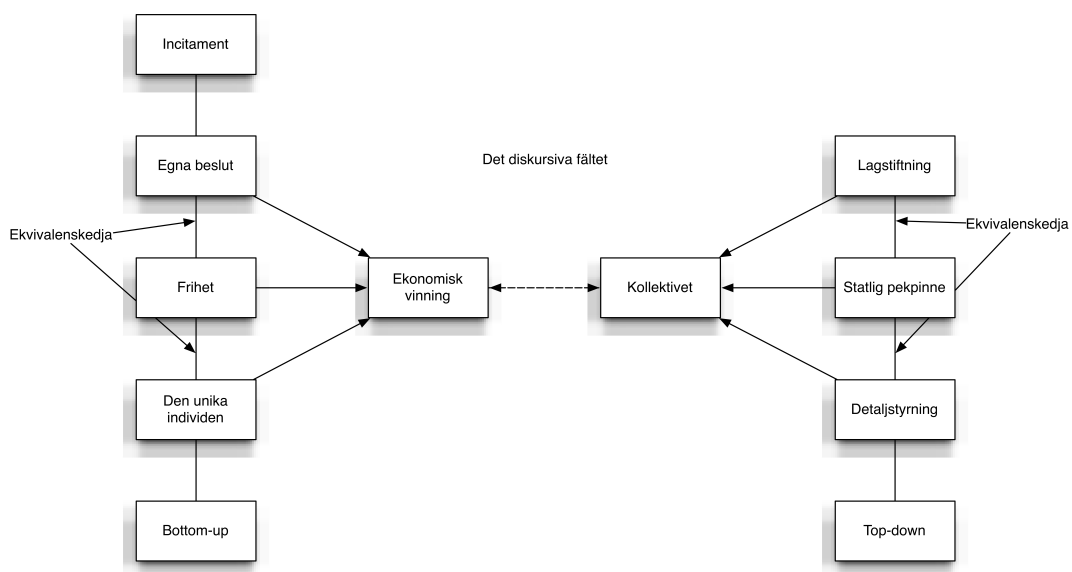 Incitament
Egna beslut
Det diskursiva fältet
Lagstiftning
Ekvivalenskedja
Ekvivalenskedja
Frihet
Ekonomisk
vinning
Kollektivet
Statlig pekpinne
Den unika
individen
Detaljstyrning
Bottom-up
Top-down